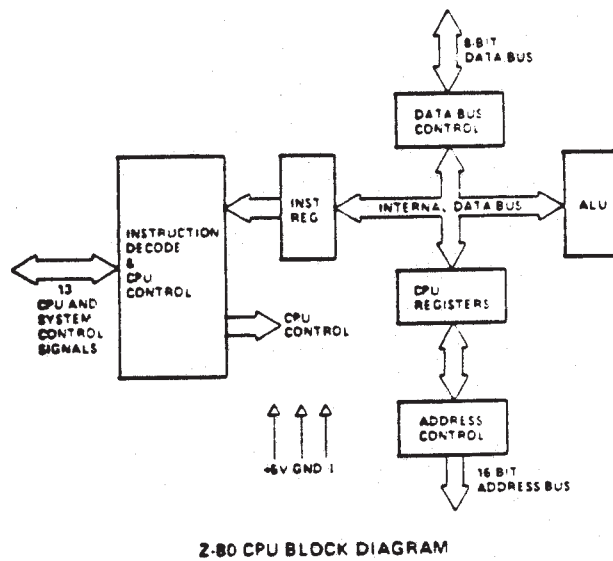 8-BIT
DATA BUS
DATA BUS
CONTROL
INST
REG
INTERNAL DATA BUS
ALU
INSTRUCTION
DECODE
&
CPU
CONTROL
13
CPU AND
SYSTEM
CONTROL
SIGNALS
CPU
REGISTERS
CPU
CONTROL
ADDRESS
CONTROL
GND
16 BIT
ADDRESS BUS
Z-80 CPU BLOCK DIAGRAM